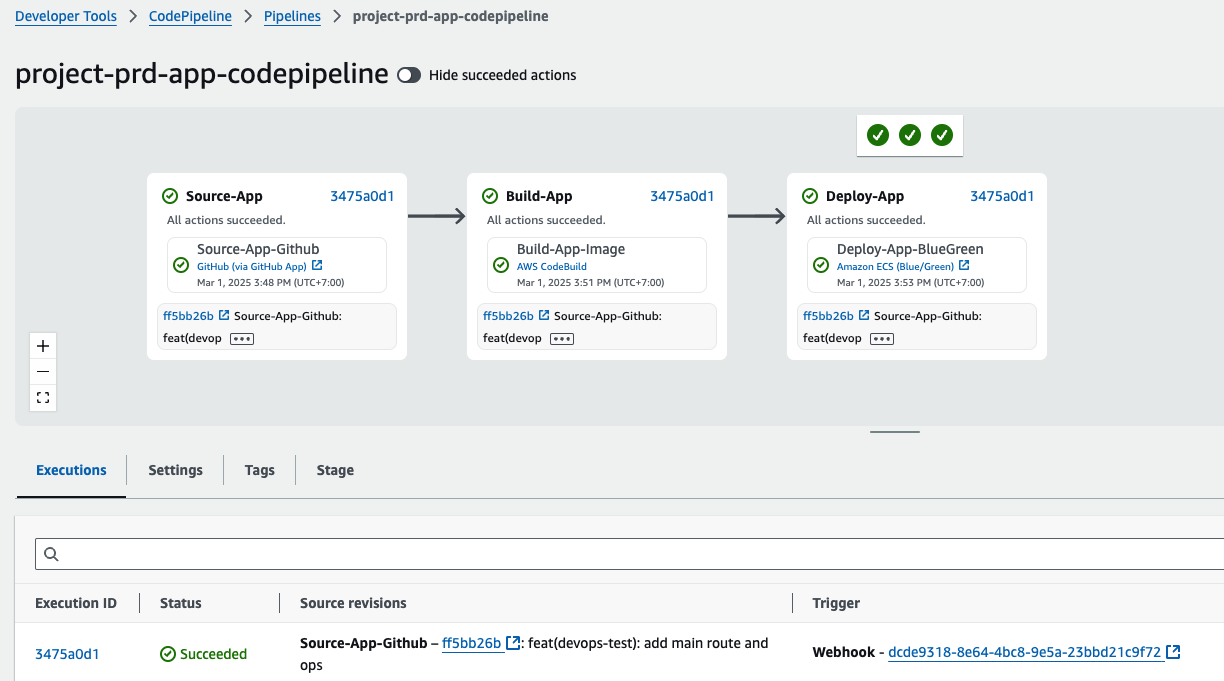 Developer Tools > CodePipeline > Pipelines > project-prd-app-codepipeline
project-prd-app-codepipeline Hide succeeded actions
Source-App 3475a0d1
All actions succeeded.
Source-App-Github
GitHub (via GitHub App)
Mar 1, 2025 3:48 PM (UTC+7:00)
ff5bb26b Source-App-Github:
feat(devop
Build-App 3475a0d1
All actions succeeded.
Build-App-Image
AWS CodeBuild
Mar 1, 2025 3:51 PM (UTC+7:00)
ff5bb26b Source-App-Github:
feat(devop
Deploy-App 3475a0d1
All actions succeeded.
Deploy-App-BlueGreen
Amazon ECS (Blue/Green)
Mar 1, 2025 3:53 PM (UTC+7:00)
ff5bb26b Source-App-Github:
feat(devop
Executions Settings Tags Stage
Execution ID Status Source revisions Trigger
3475a0d1 Succeeded
Source-App-Github – ff5bb26b : feat(devops-test): add main route and
ops
Webhook - dcde9318-8e64-4bc8-9e5a-23bbd21c9f72